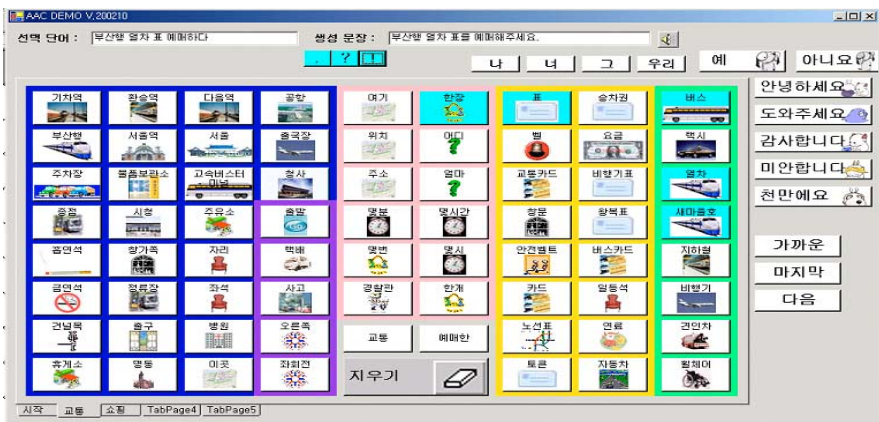 AAC DEMO V.200210
선택 단어 : 부산행 열차 표 예매하다 생성 문장 : 부산행 열차 표를 예매해주세요.
. ? !
나 너 그 우리 예 아니요
안녕하세요
도와주세요
감사합니다
미안합니다
천만예요
가까운
마지막
다음
기차역 환승역 다음역 공항 여기 한장 표 승차권 버스
부산행 서울역 서울 출국장 위치 어디 벨 요금 택시
주차장 물품보관소 고속버스터미널 청사 주소 얼마 교통카드 비행기표 열차
종점 시청 주유소 출발 몇분 몇시간 창문 왕복표 새마을호
흡연석 창가쪽 자리 택배 몇번 몇시 안전벨트 버스카드 지하철
금연석 정류장 좌석 사고 경찰관 한개 카드 일등석 비행기
건널목 출구 병원 오른쪽 교통 예매한 노선표 연료 견인차
휴게소 명동 이곳 좌회전 지우기 토큰 자동차 휠체어
시작 교통 쇼핑 TabPage4 TabPage5